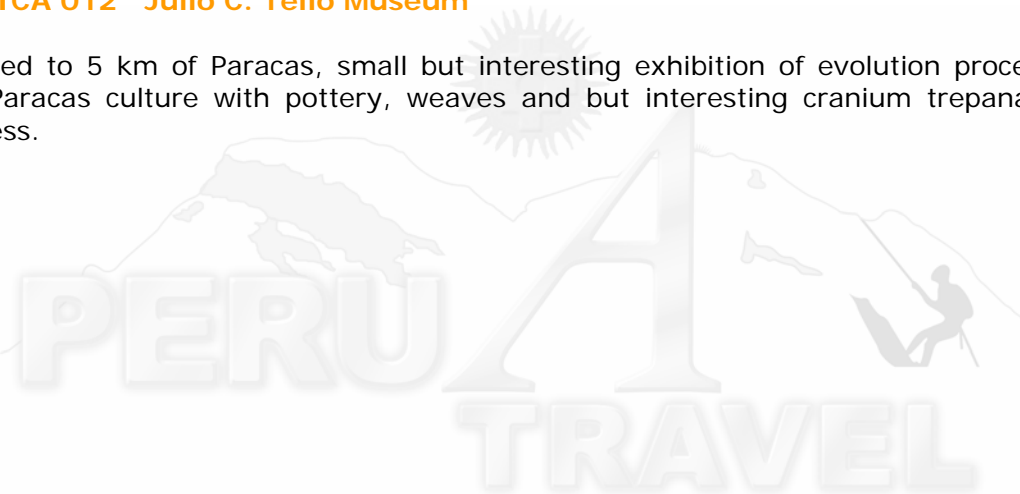 TCA 012 Julio C. Tello Museum
ed to 5 km of Paracas, small but interesting exhibition of evolution proce
Paracas culture with pottery, weaves and but interesting cranium trepana
ess.
PERU A
TRAVEL